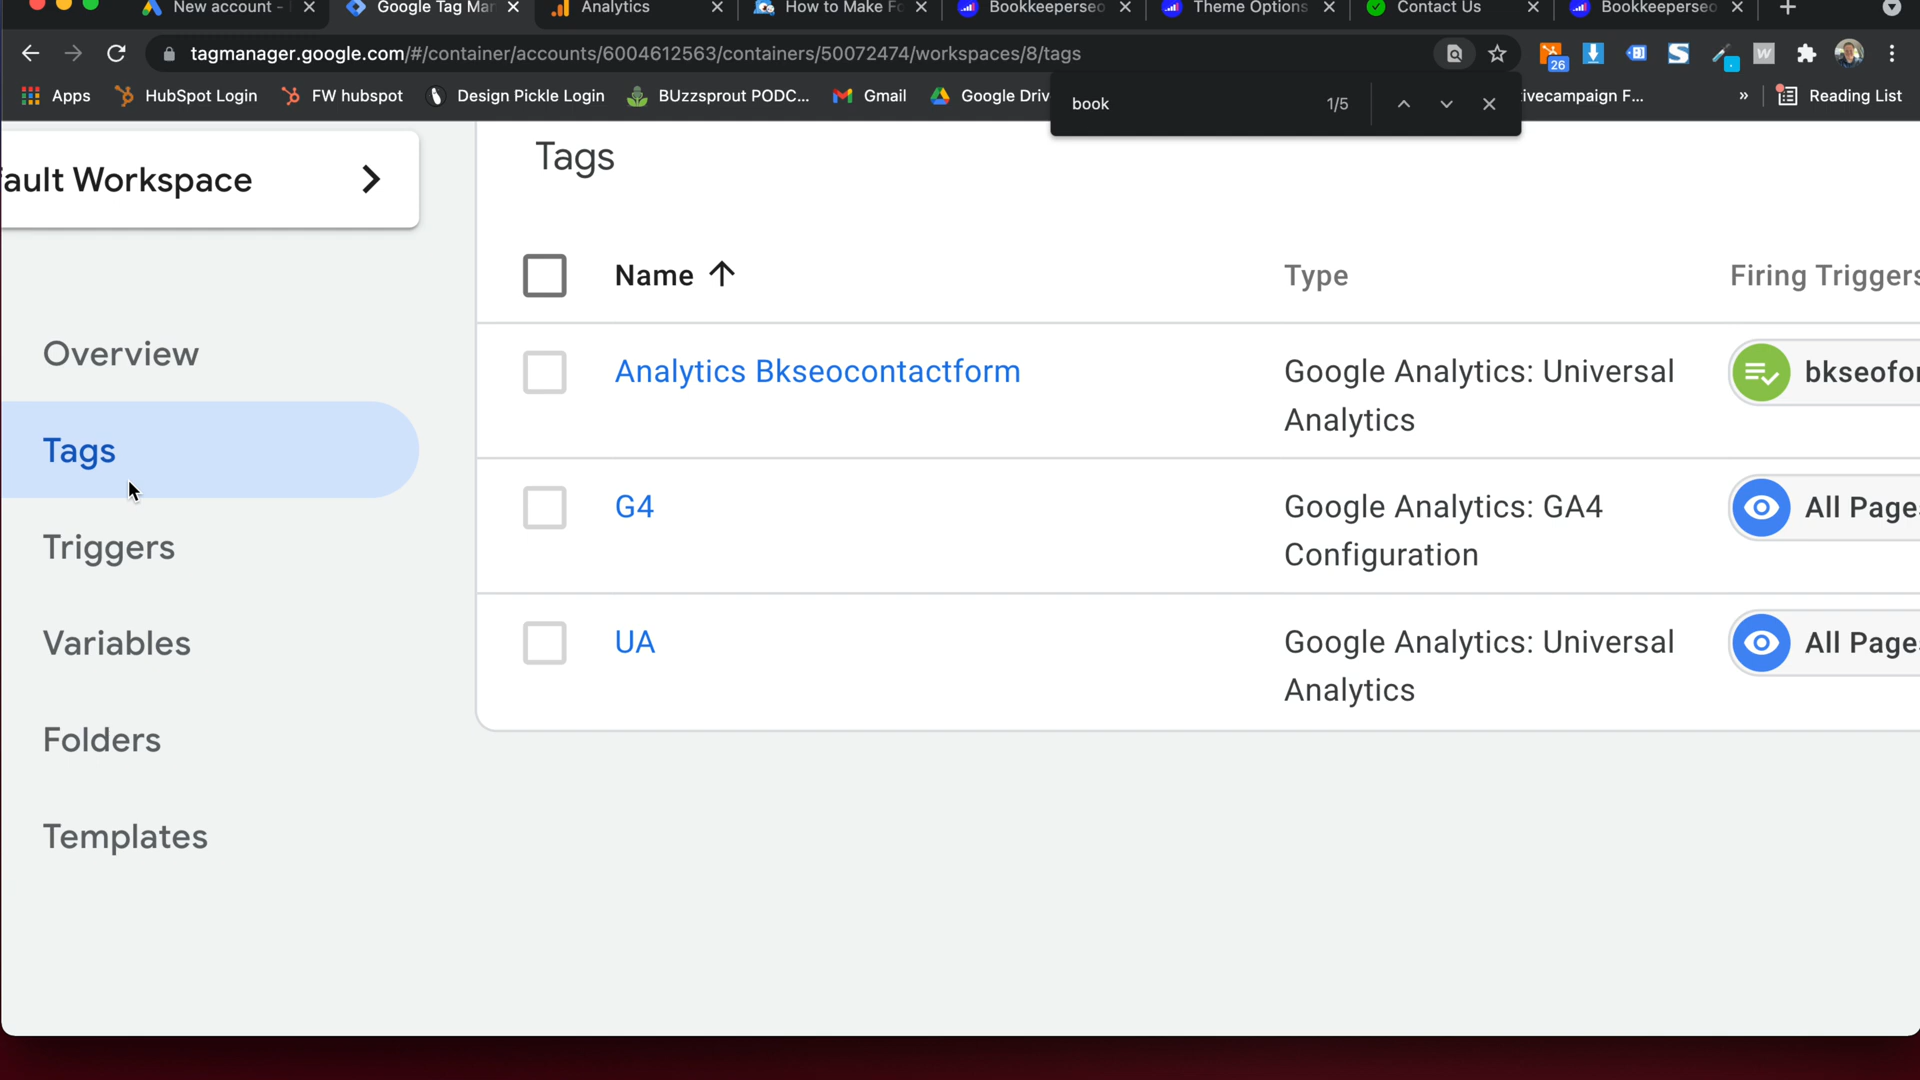 New account -
Google Tag Mar
Analytics
How to Make Fo
Bookkeeperseo
Theme Options
Contact Us
Bookkeeperseo
tagmanager.google.com/#/container/accounts/6004612563/containers/50072474/workspaces/8/tags
26
Apps
HubSpot Login
FW hubspot
Design Pickle Login
BUzzsprout PODC...
Gmail
Google Driv
ivecampaign F...
»
Reading List
book
1/5
ault Workspace
Tags
Name
Type
Firing Triggers
Overview
Analytics Bkseocontactform
Google Analytics: Universal
Analytics
bkseofor
Tags
G4
Google Analytics: GA4
Configuration
All Page
Triggers
Variables
UA
Google Analytics: Universal
Analytics
All Page
Folders
Templates